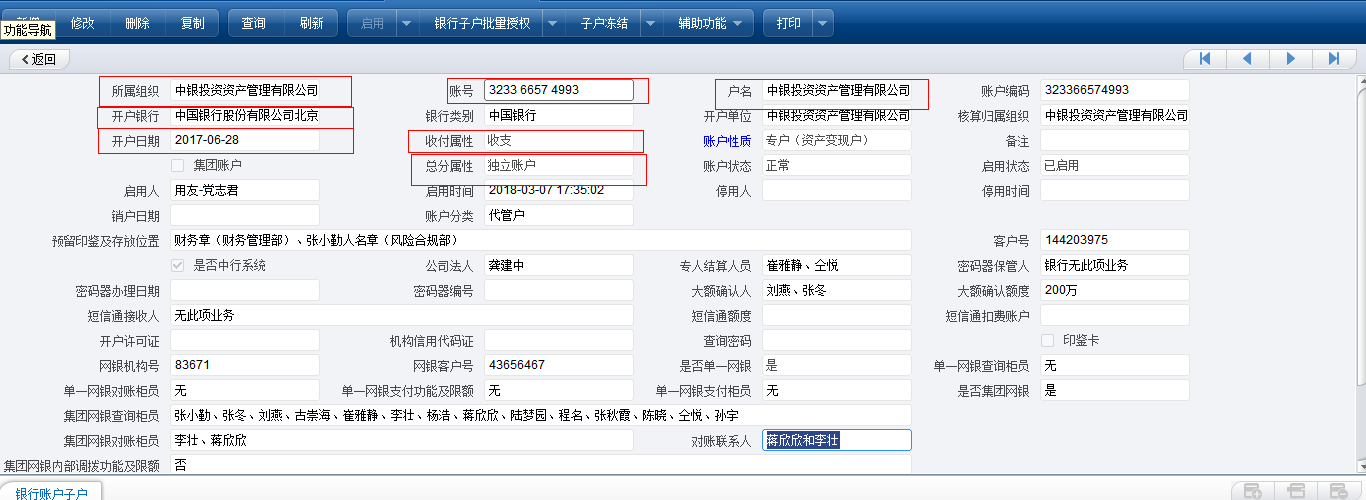 修改 删除 复制 查询 刷新 启用 银行子户批量授权 子户冻结 辅助功能 打印
功能导航
返回
所属组织 中银投资资产管理有限公司 账号 3233 6657 4993 户名 中银投资资产管理有限公司 账户编码 323366574993
开户银行 中国银行股份有限公司北京 银行类别 中国银行 开户单位 中银投资资产管理有限公司 核算归属组织 中银投资资产管理有限公司
开户日期 2017-06-28 收付属性 收支 账户性质 专户（资产变现户） 备注
集团账户 总分属性 独立账户 账户状态 正常 启用状态 已启用
启用人 用友-党志君 启用时间 2018-03-07 17:35:02 停用人 停用时间
销户日期 账户分类 代管户
预留印鉴及存放位置 财务章（财务管理部）、张小勤人名章（风险合规部） 客户号 144203975
是否中行系统 公司法人 龚建中 专人结算人员 崔雅静、仝悦 密码器保管人 银行无此项业务
密码器办理日期 密码器编号 大额确认人 刘燕、张冬 大额确认额度 200万
短信通接收人 无此项业务 短信通额度 短信通扣费账户
开户许可证 机构信用代码证 查询密码 印鉴卡
网银机构号 83671 网银客户号 43656467 是否单一网银 是 单一网银查询柜员 无
单一网银对账柜员 无 单一网银支付功能及限额 无 单一网银支付柜员 无 是否集团网银 是
集团网银查询柜员 张小勤、张冬、刘燕、古崇海、崔雅静、李壮、杨浩、蒋欣欣、陆梦园、程名、张秋霞、陈晓、仝悦、孙宇
集团网银对账柜员 李壮、蒋欣欣 对账联系人 蒋欣欣和李壮
集团网银内部调拨功能及限额 否
银行账户子户